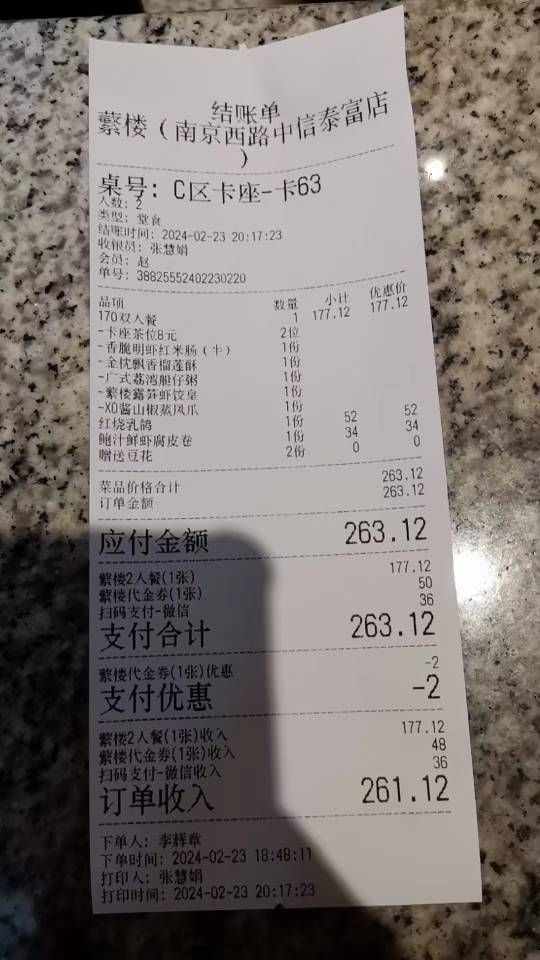 结账单
蘩楼（南京西路中信泰富店
）
桌号: C区卡座-卡63
人数: 2
类型: 堂食
结账时间: 2024-02-23 20:17:23
收银员: 张慧娟
会员: 赵
单号: 38825552402230220
品项 数量 小计 优惠价
170双人餐 1 177.12 177.12
-卡座茶位8元 2位
-香脆明虾红米肠（半） 1份
-金枕飘香榴莲酥 1份
-广式荔湾艇仔粥 1份
-蘩楼露笋虾饺皇 1份
-XO酱山椒蒸凤爪 1份
红烧乳鸽 1份 52 52
鲍汁鲜虾腐皮卷 1份 34 34
赠送豆花 2份 0 0
菜品价格合计 263.12
订单金额 263.12
应付金额 263.12
蘩楼2人餐(1张) 177.12
蘩楼代金券(1张) 50
扫码支付-微信 36
支付合计 263.12
蘩楼代金券(1张)优惠 -2
支付优惠 -2
蘩楼2人餐(1张)收入 177.12
蘩楼代金券(1张)收入 48
扫码支付-微信收入 36
订单收入 261.12
下单人: 李辉章
下单时间: 2024-02-23 18:48:11
打印人: 张慧娟
打印时间: 2024-02-23 20:17:23